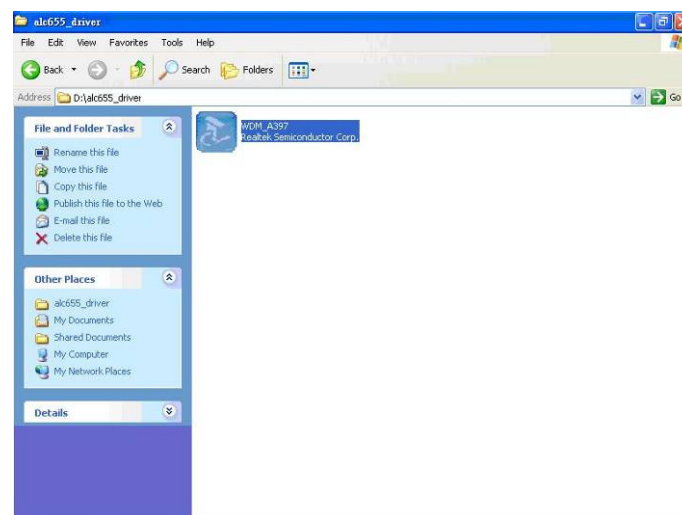 alc655_driver
File Edit View Favorites Tools Help
Back Search Folders
Address D:\alc655_driver Go
File and Folder Tasks
Rename this file
Move this file
Copy this file
Publish this file to the Web
E-mail this file
Delete this file
Other Places
alc655_driver
My Documents
Shared Documents
My Computer
My Network Places
Details
WDM_A397
Realtek Semiconductor Corp.